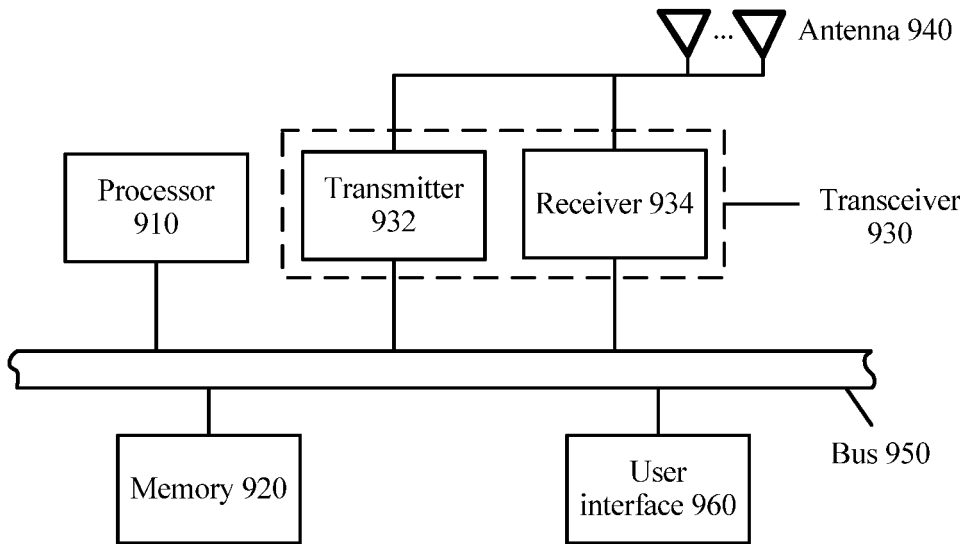 ... Antenna 940
Processor
910
Transmitter
932
Receiver 934
Transceiver
930
Memory 920
User
interface 960
Bus 950